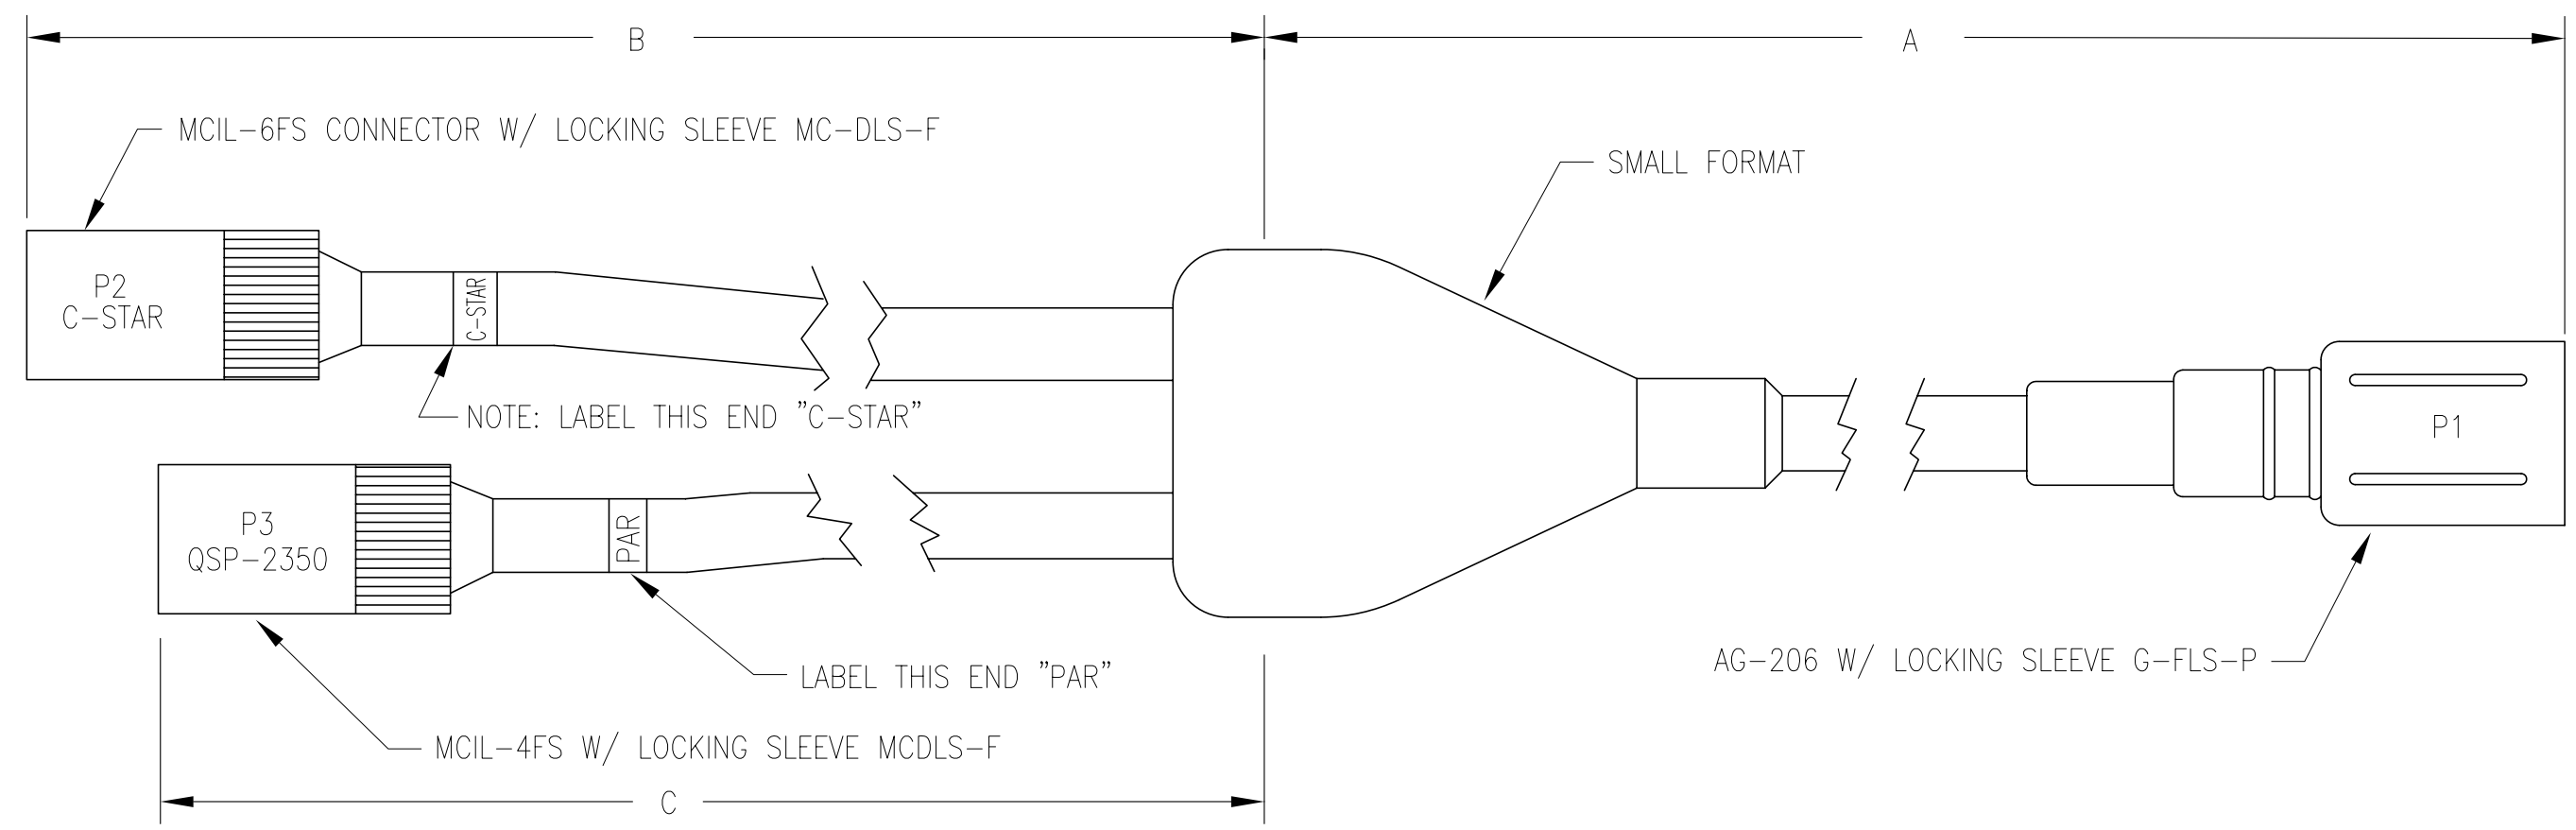 B
A
MCIL-6FS CONNECTOR W/ LOCKING SLEEVE MC-DLS-F
SMALL FORMAT
P2
C-STAR
C-STAR
NOTE: LABEL THIS END "C-STAR"
P1
P3
QSP-2350
PAR
AG-206 W/ LOCKING SLEEVE G-FLS-P
LABEL THIS END "PAR"
MCIL-4FS W/ LOCKING SLEEVE MCDLS-F
C